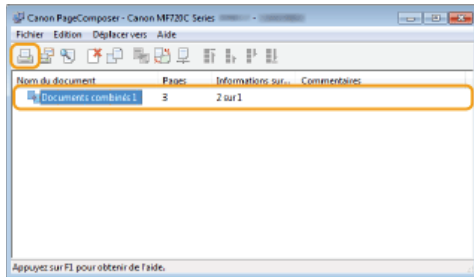 Canon PageComposer - Canon MF720C Series
Fichier Edition Déplacer vers Aide
Nom du document Pages Informations sur... Commentaires
Documents combinés 1 3 2 sur 1
Appuyez sur F1 pour obtenir de l'aide.